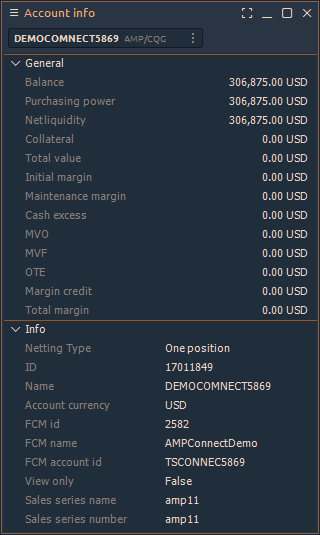 Account info
DEMOCOMNECT5869 AMP/CQG
General
Balance 306,875.00 USD
Purchasing power 306,875.00 USD
Netliquidity 306,875.00 USD
Collateral 0.00 USD
Total value 0.00 USD
Initial margin 0.00 USD
Maintenance margin 0.00 USD
Cash excess 0.00 USD
MVO 0.00 USD
MVF 0.00 USD
OTE 0.00 USD
Margin credit 0.00 USD
Total margin 0.00 USD
Info
Netting Type One position
ID 17011849
Name DEMOCOMNECT5869
Account currency USD
FCM id 2582
FCM name AMPConnectDemo
FCM account id TSCONNEC5869
View only False
Sales series name amp11
Sales series number amp11